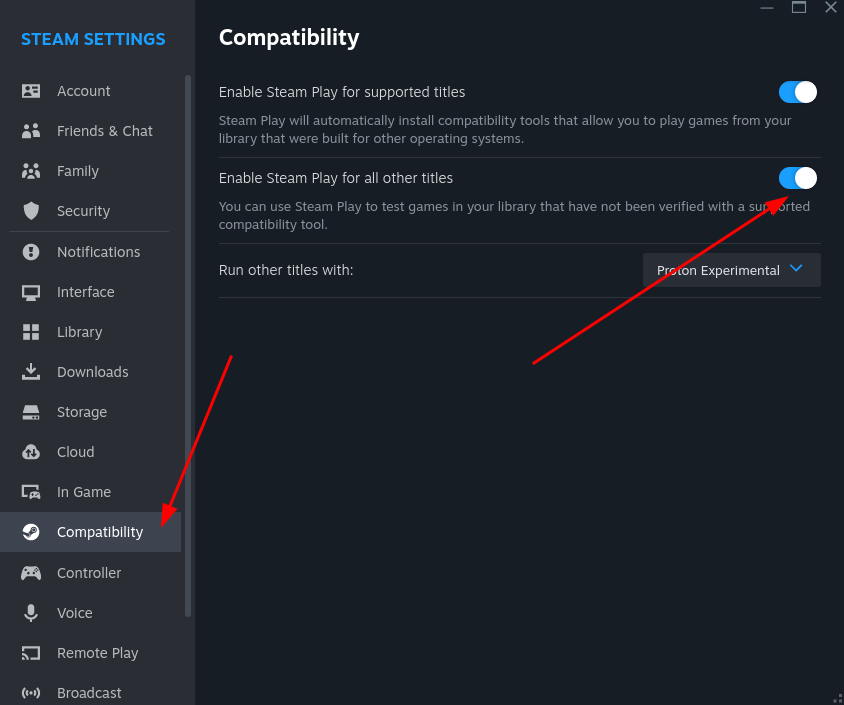 STEAM SETTINGS
Account
Friends & Chat
Family
Security
Notifications
Interface
Library
Downloads
Storage
Cloud
In Game
Compatibility
Controller
Voice
Remote Play
Broadcast
Compatibility
Enable Steam Play for supported titles
Steam Play will automatically install compatibility tools that allow you to play games from your
library that were built for other operating systems.
Enable Steam Play for all other titles
You can use Steam Play to test games in your library that have not been verified with a supported
compatibility tool.
Run other titles with:
Proton Experimental